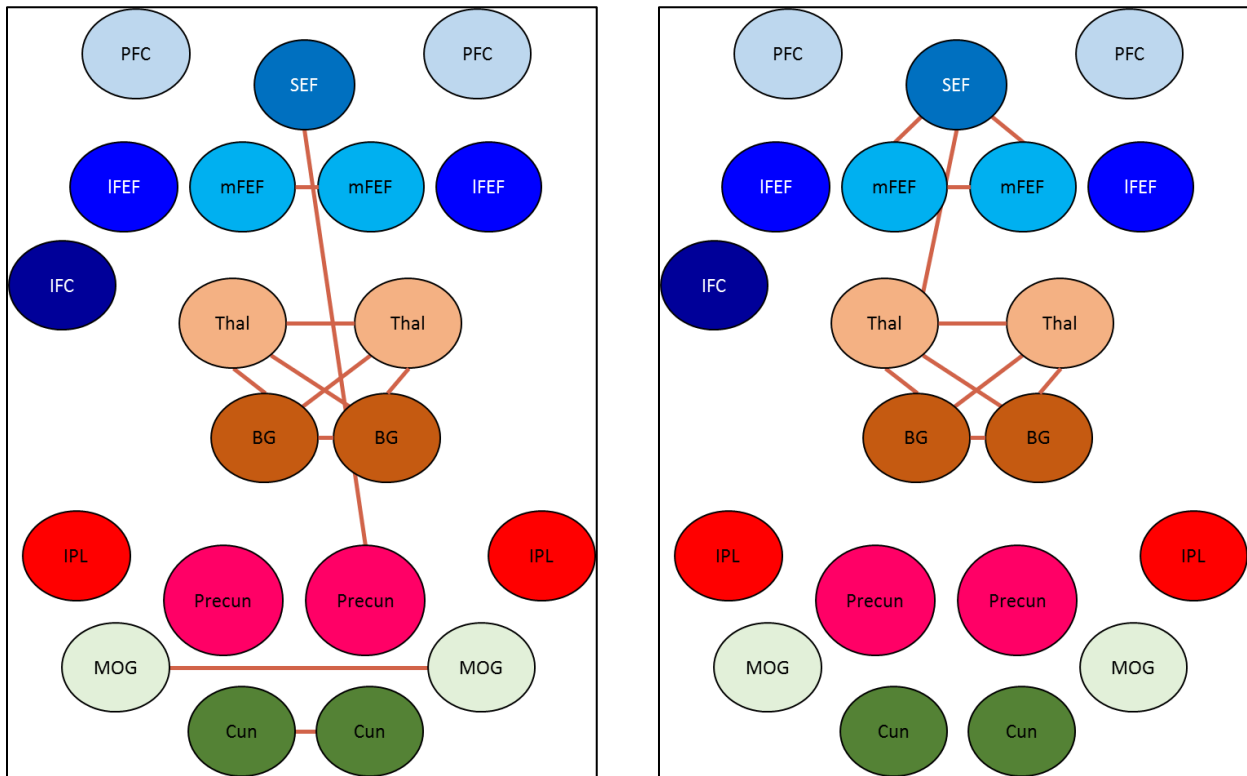 PFC
PFC
SEF
lFEF
mFEF
mFEF
lFEF
IFC
Thal
Thal
BG
BG
IPL
IPL
Precun
Precun
MOG
MOG
Cun
Cun
PFC
PFC
SEF
lFEF
mFEF
mFEF
lFEF
IFC
Thal
Thal
BG
BG
IPL
IPL
Precun
Precun
MOG
MOG
Cun
Cun